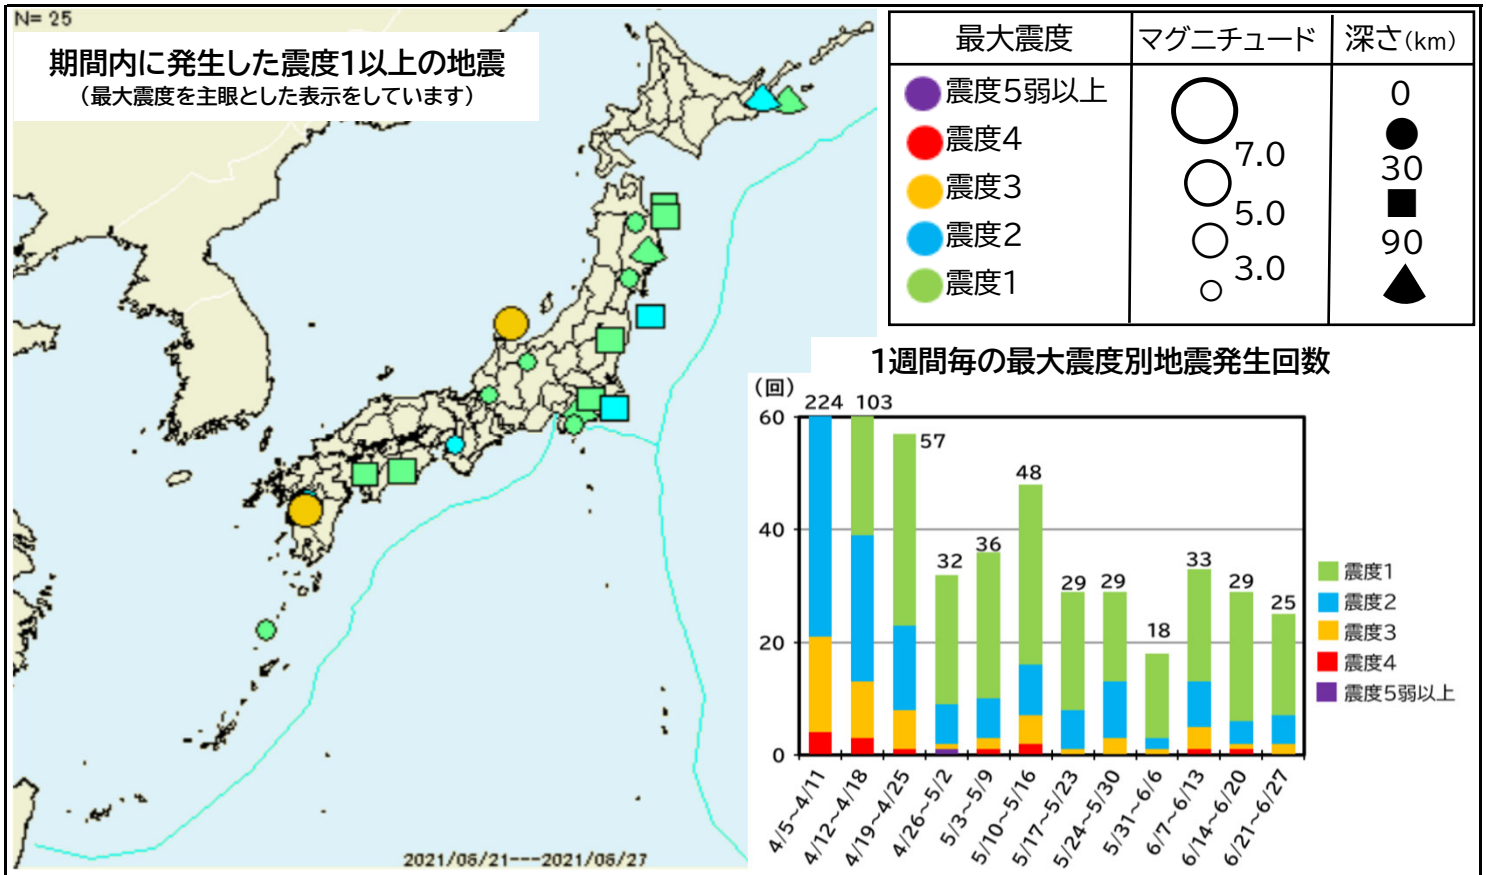 N= 25
期間内に発生した震度1以上の地震
(最大震度を主眼とした表示をしています)
2021/06/21---2021/06/27
最大震度 マグニチュード 深さ(km)
震度5弱以上
震度4
震度3
震度2
震度1
7.0
5.0
3.0
0
30
90
1週間毎の最大震度別地震発生回数
(回)
60
40
20
0
224
103
57
32
36
48
29
29
18
33
29
25
4/5~4/11
4/12~4/18
4/19~4/25
4/26~5/2
5/3~5/9
5/10~5/16
5/17~5/23
5/24~5/30
5/31~6/6
6/7~6/13
6/14~6/20
6/21~6/27
震度1
震度2
震度3
震度4
震度5弱以上